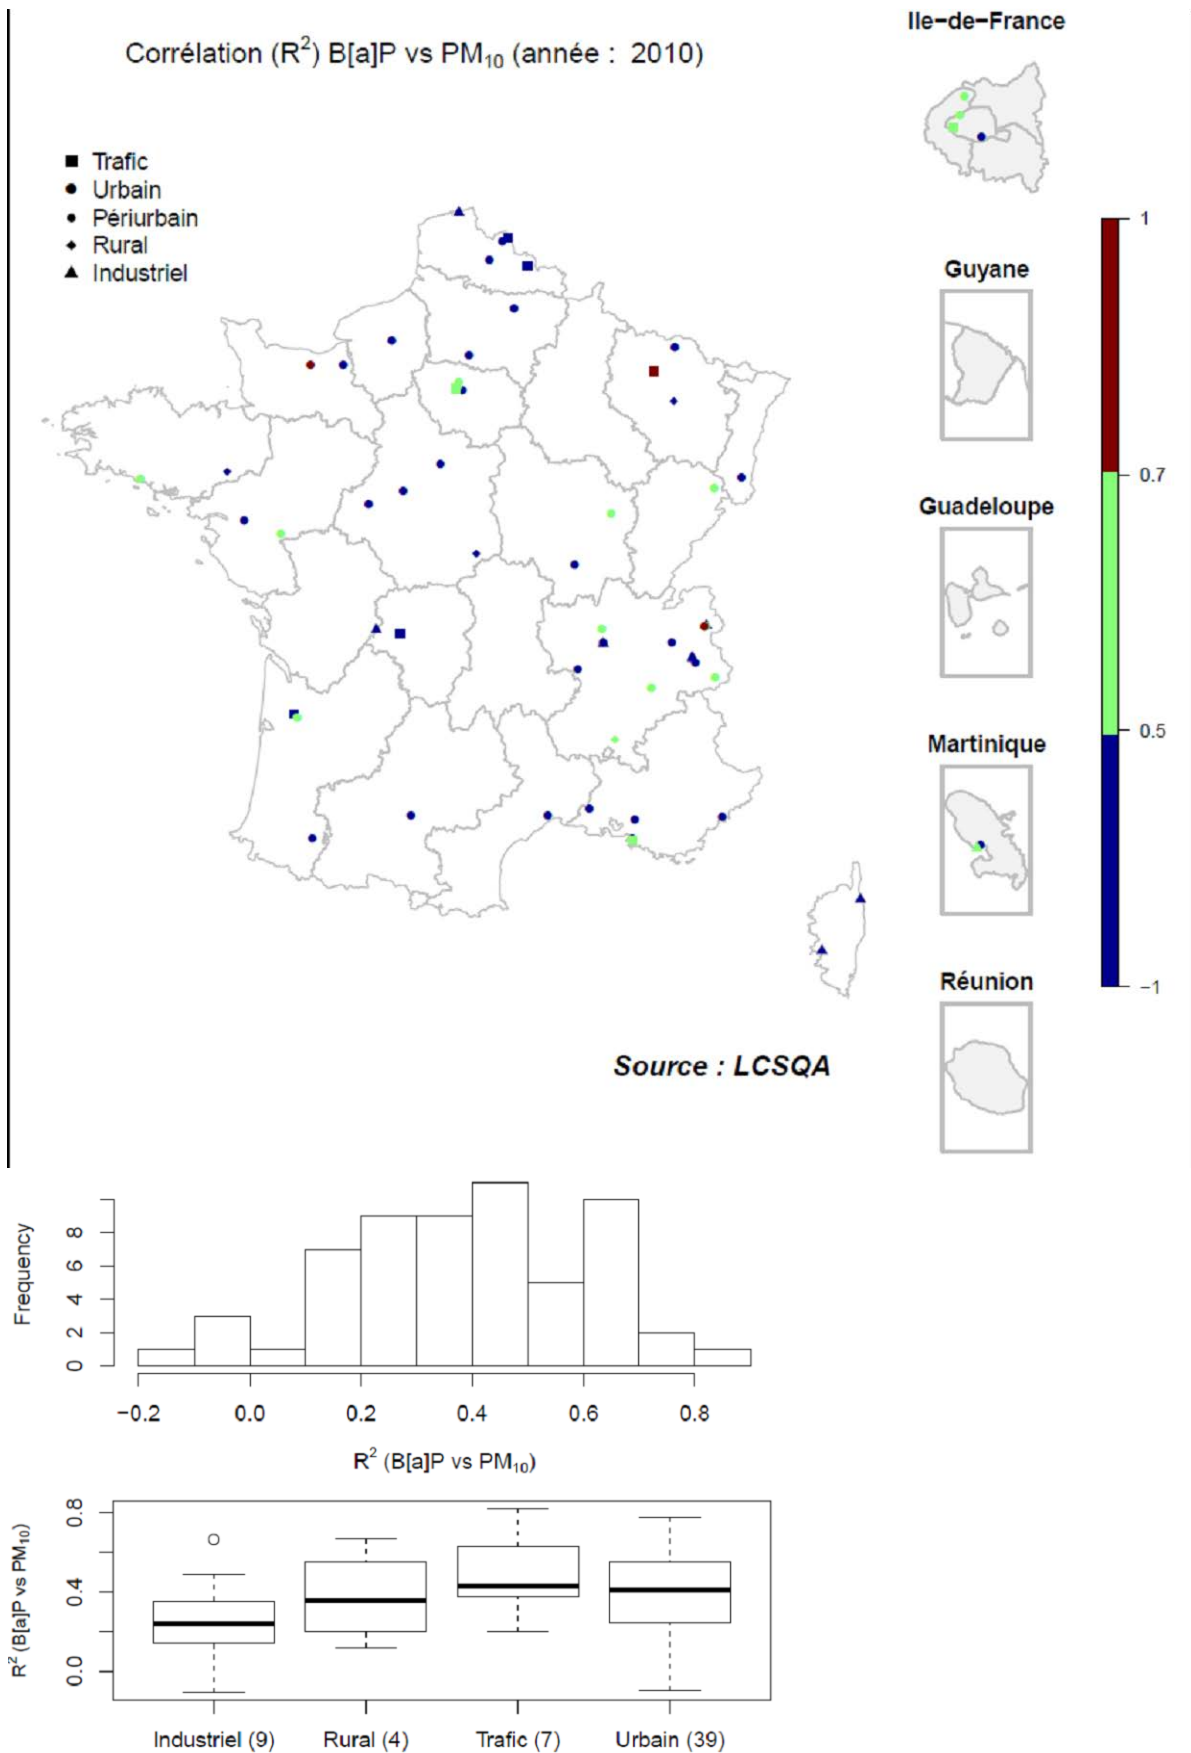 Ile−de−France
Corrélation (R² ) B[a]P vs PM₁₀ (année : 2010)
Trafic
Urbain
Périurbain
Rural
Industriel
1
Guyane
0.7
Guadeloupe
0.5
Martinique
−1
Réunion
Source : LCSQA
Frequency
8
6
4
2
0
−0.2 0.0 0.2 0.4 0.6 0.8
R² (B[a]P vs PM₁₀)
R² (B[a]P vs PM₁₀)
0.8
0.4
0.0
Industriel (9) Rural (4) Trafic (7) Urbain (39)